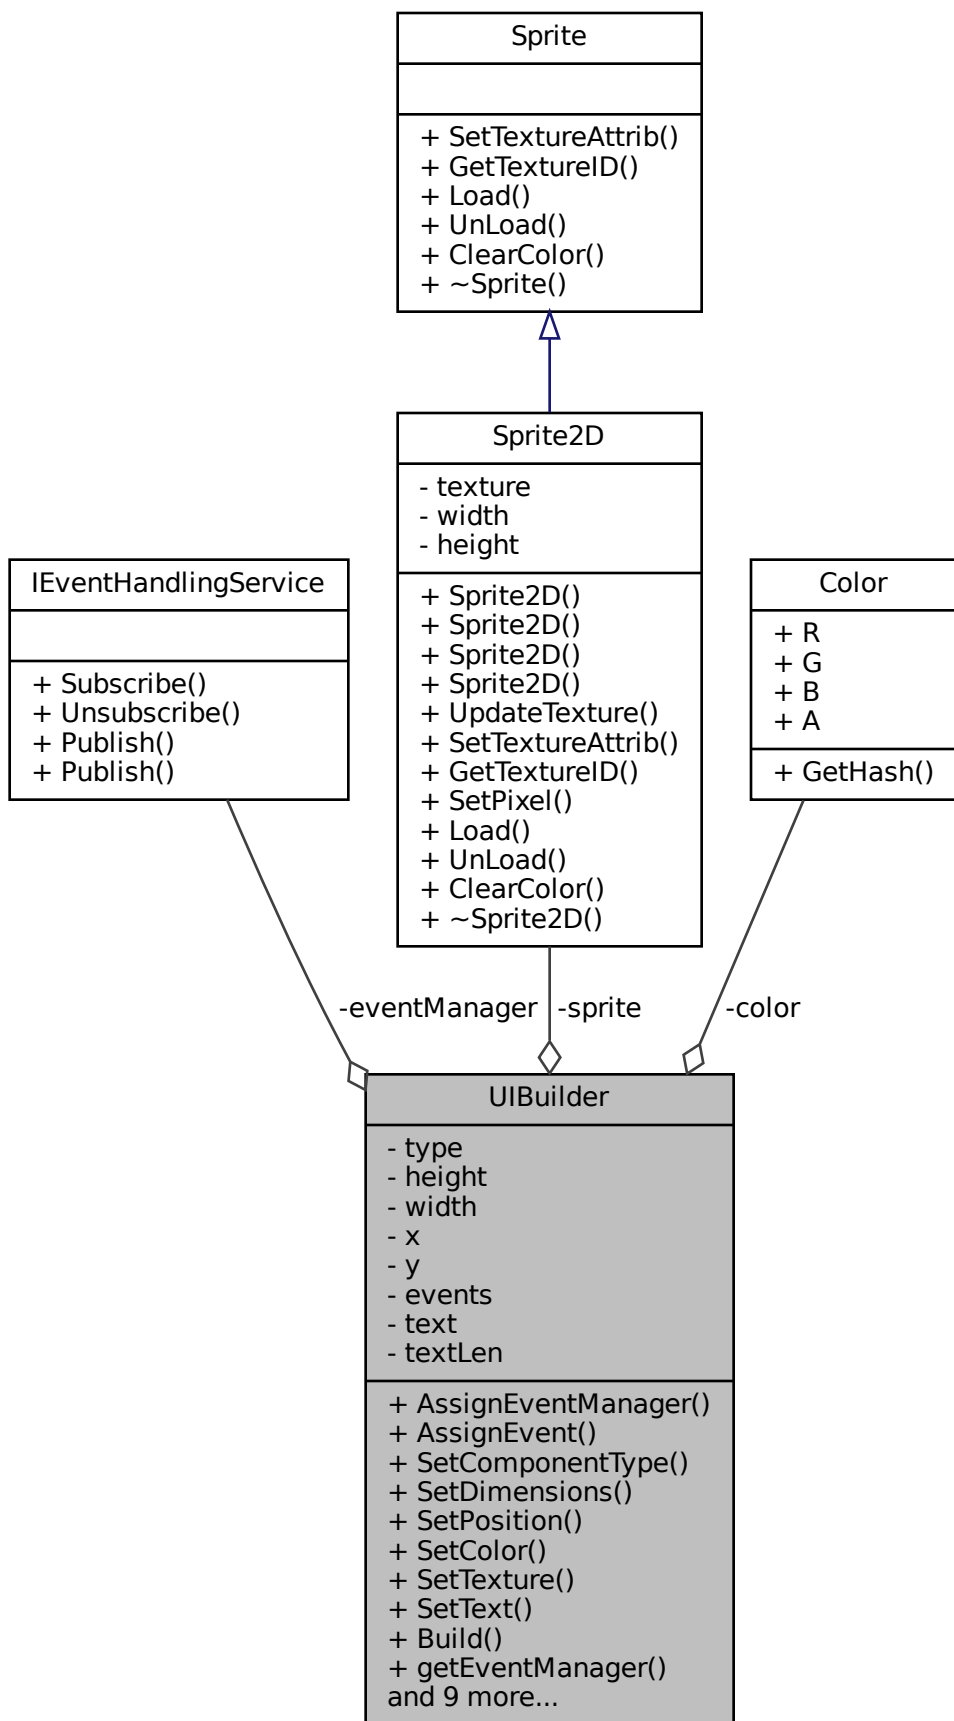 Sprite
+ SetTextureAttrib()
+ GetTextureID()
+ Load()
+ UnLoad()
+ ClearColor()
+ ~Sprite()
Sprite2D
- texture
- width
- height
+ Sprite2D()
+ Sprite2D()
+ Sprite2D()
+ Sprite2D()
+ UpdateTexture()
+ SetTextureAttrib()
+ GetTextureID()
+ SetPixel()
+ Load()
+ UnLoad()
+ ClearColor()
+ ~Sprite2D()
IEventHandlingService
+ Subscribe()
+ Unsubscribe()
+ Publish()
+ Publish()
Color
+ R
+ G
+ B
+ A
+ GetHash()
-eventManager
-sprite
-color
UIBuilder
- type
- height
- width
- x
- y
- events
- text
- textLen
+ AssignEventManager()
+ AssignEvent()
+ SetComponentType()
+ SetDimensions()
+ SetPosition()
+ SetColor()
+ SetTexture()
+ SetText()
+ Build()
+ getEventManager()
and 9 more...